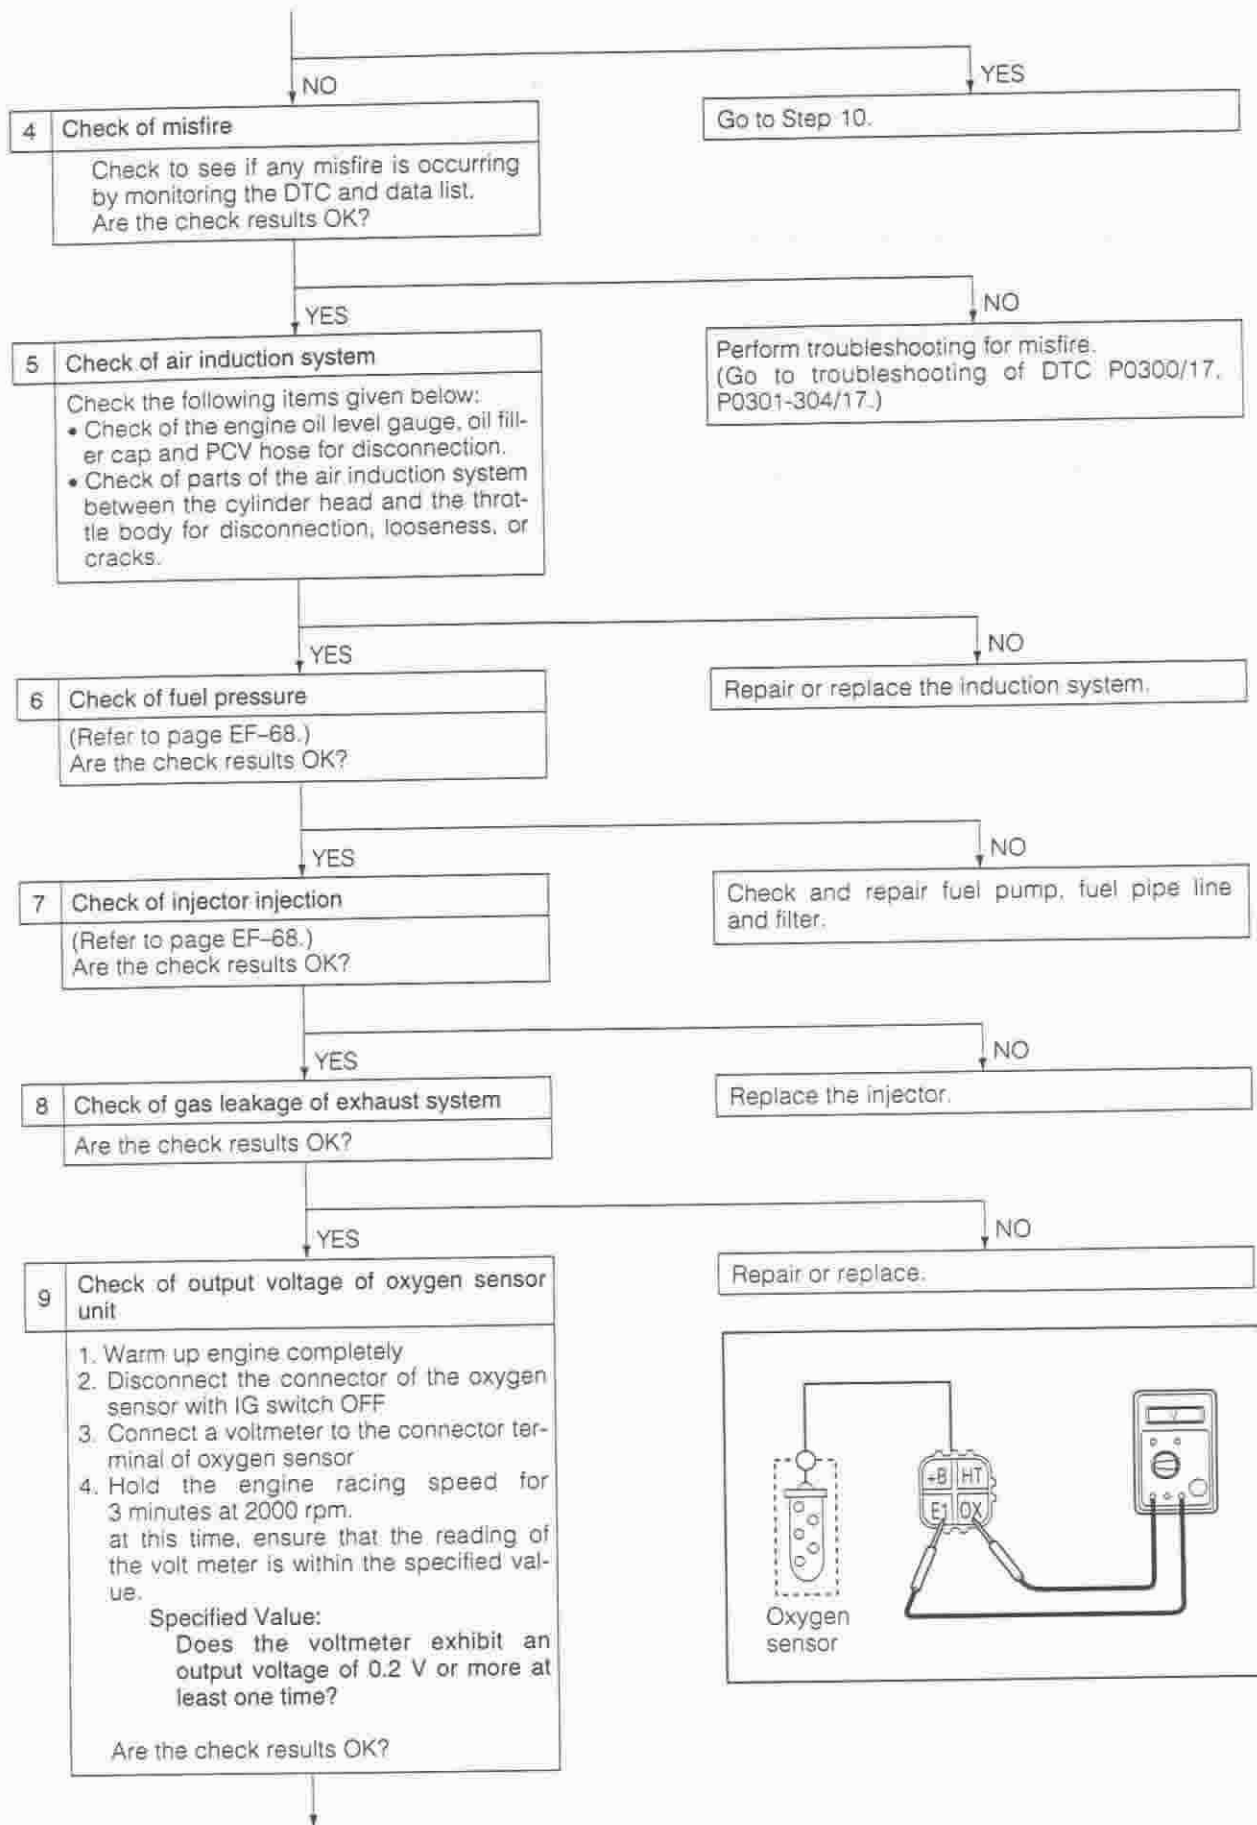 NO
YES
4 Check of misfire
Go to Step 10.
Check to see if any misfire is occurring
by monitoring the DTC and data list.
Are the check results OK?
YES
NO
5 Check of air induction system
Perform troubleshooting for misfire.
(Go to troubleshooting of DTC P0300/17,
P0301-304/17.)
Check the following items given below:
• Check of the engine oil level gauge, oil fill-
er cap and PCV hose for disconnection.
• Check of parts of the air induction system
between the cylinder head and the throt-
tle body for disconnection, looseness, or
cracks.
YES
NO
6 Check of fuel pressure
Repair or replace the induction system.
(Refer to page EF–68.)
Are the check results OK?
YES
NO
7 Check of injector injection
Check and repair fuel pump, fuel pipe line
and filter.
(Refer to page EF–68.)
Are the check results OK?
YES
NO
8 Check of gas leakage of exhaust system
Replace the injector.
Are the check results OK?
YES
NO
9 Check of output voltage of oxygen sensor
unit
Repair or replace.
1. Warm up engine completely
2. Disconnect the connector of the oxygen
sensor with IG switch OFF
3. Connect a voltmeter to the connector ter-
minal of oxygen sensor
4. Hold the engine racing speed for
3 minutes at 2000 rpm.
at this time, ensure that the reading of
the volt meter is within the specified val-
ue.
Specified Value:
Does the voltmeter exhibit an
output voltage of 0.2 V or more at
least one time?
Are the check results OK?
+B HT
E1 OX
V
Oxygen
sensor